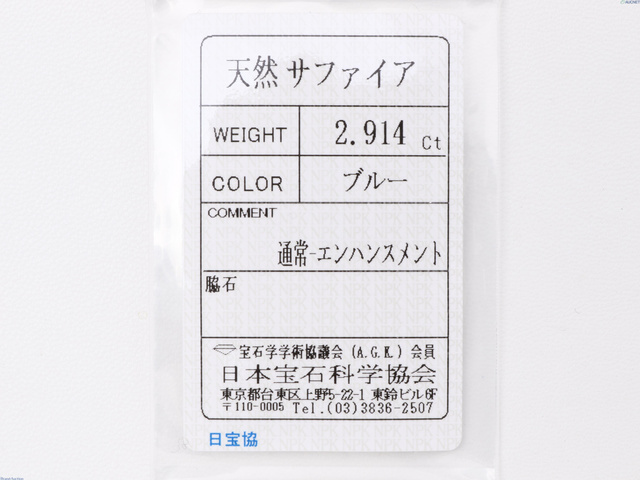 天然サファイア
WEIGHT 2.914 Ct
COLOR ブルー
COMMENT
通常-エンハンスメント
脇石
宝石学学術協議会 (A.G.K.) 会員
日本宝石科学協会
東京都台東区上野5-22-1 東鈴ビル6F
〒110-0005 Tel.(03)3836-2507
日宝協